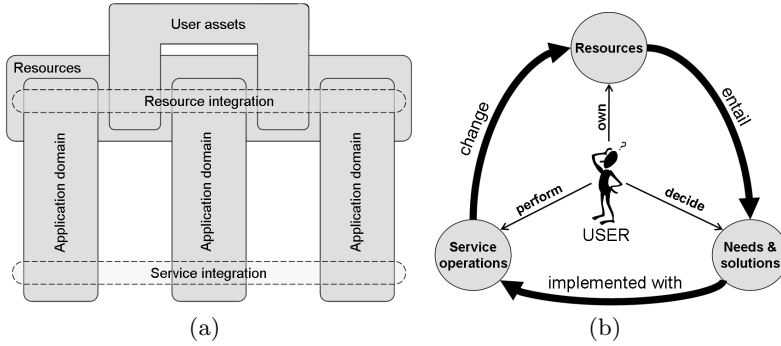 User assets
Resources
Resource integration
Application domain
Application domain
Application domain
Service integration
(a)
Resources
change
entail
own
?
perform
decide
USER
Service
operations
Needs &
solutions
implemented with
(b)